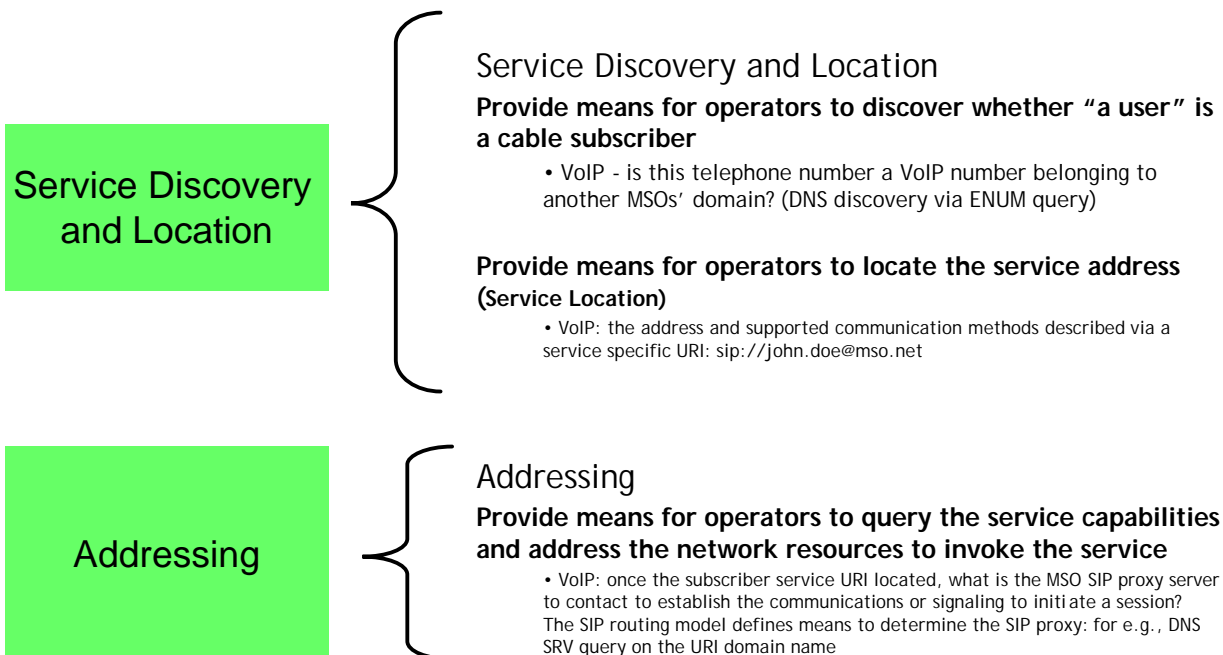 Service Discovery
and Location
Service Discovery and Location
Provide means for operators to discover whether “a user” is
a cable subscriber
• VoIP - is this telephone number a VoIP number belonging to
another MSOs’ domain? (DNS discovery via ENUM query)
Provide means for operators to locate the service address
(Service Location)
• VoIP: the address and supported communication methods described via a
service specific URI: sip://john.doe@mso.net
Addressing
Addressing
Provide means for operators to query the service capabilities
and address the network resources to invoke the service
• VoIP: once the subscriber service URI located, what is the MSO SIP proxy server
to contact to establish the communications or signaling to initiate a session?
The SIP routing model defines means to determine the SIP proxy: for e.g., DNS
SRV query on the URI domain name